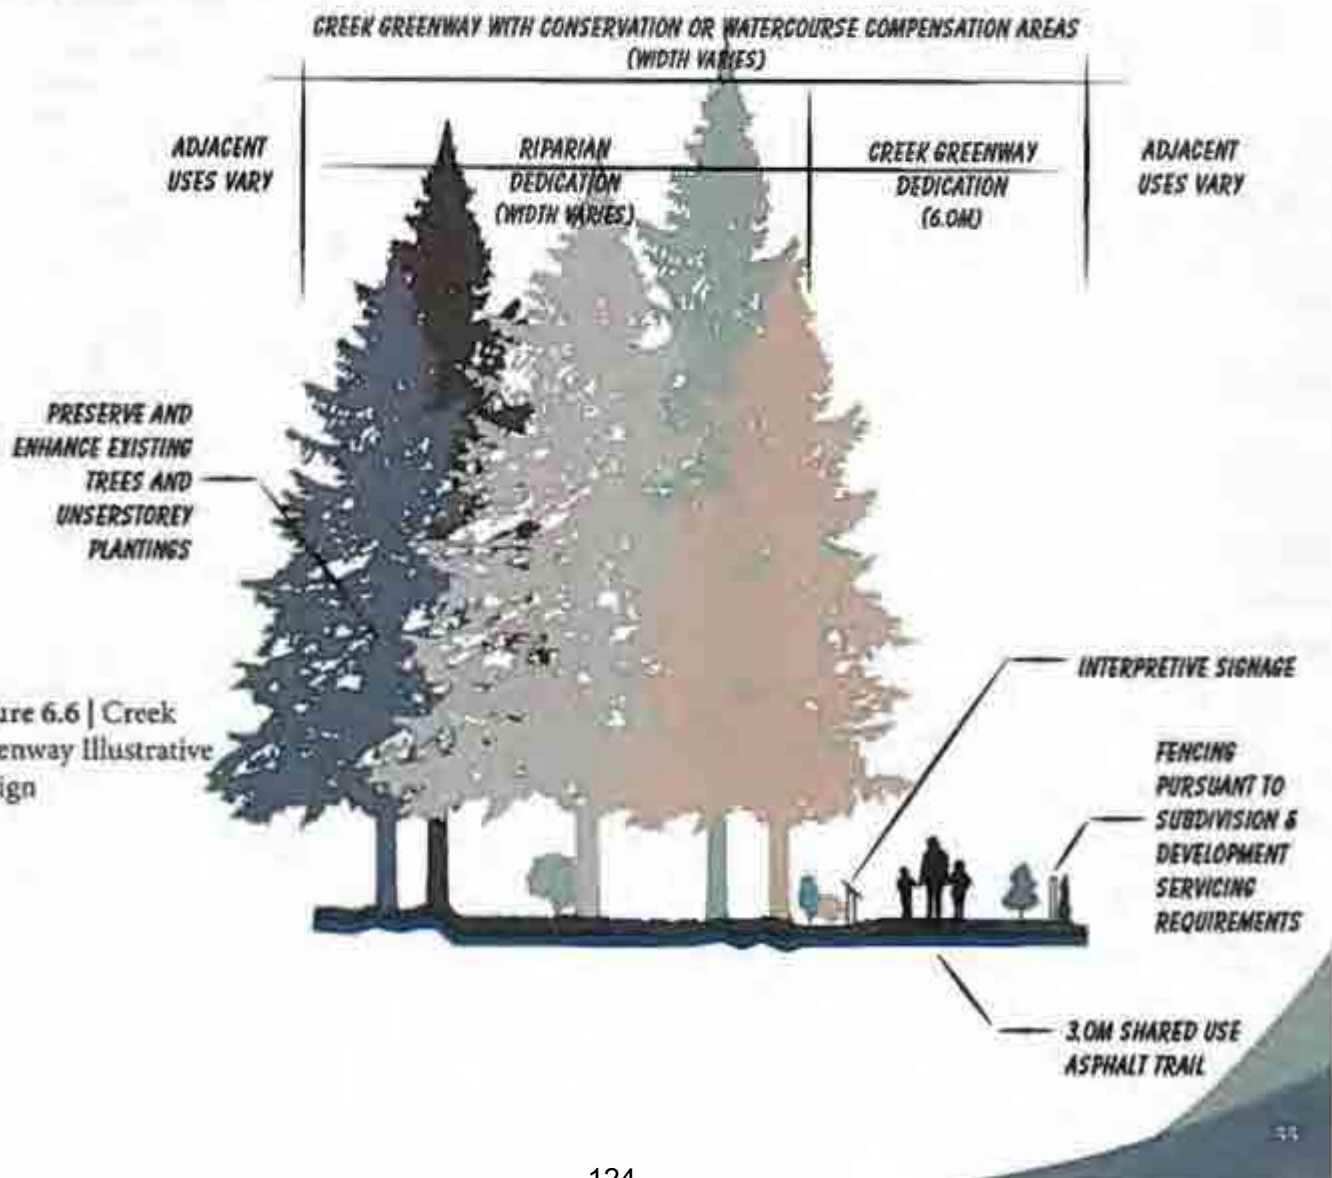 CREEK GREENWAY WITH CONSERVATION OR WATERCOURSE COMPENSATION AREAS
(WIDTH VARIES)
ADJACENT
USES VARY
RIPARIAN
DEDICATION
(WIDTH VARIES)
CREEK GREENWAY
DEDICATION
(6.0M)
ADJACENT
USES VARY
PRESERVE AND
ENHANCE EXISTING
TREES AND
UNSERSTOREY
PLANTINGS
ure 6.6 | Creek
enway Illustrative
ign
INTERPRETIVE SIGNAGE
FENCING
PURSUANT TO
SUBDIVISION &
DEVELOPMENT
SERVICING
REQUIREMENTS
3.0M SHARED USE
ASPHALT TRAIL
124